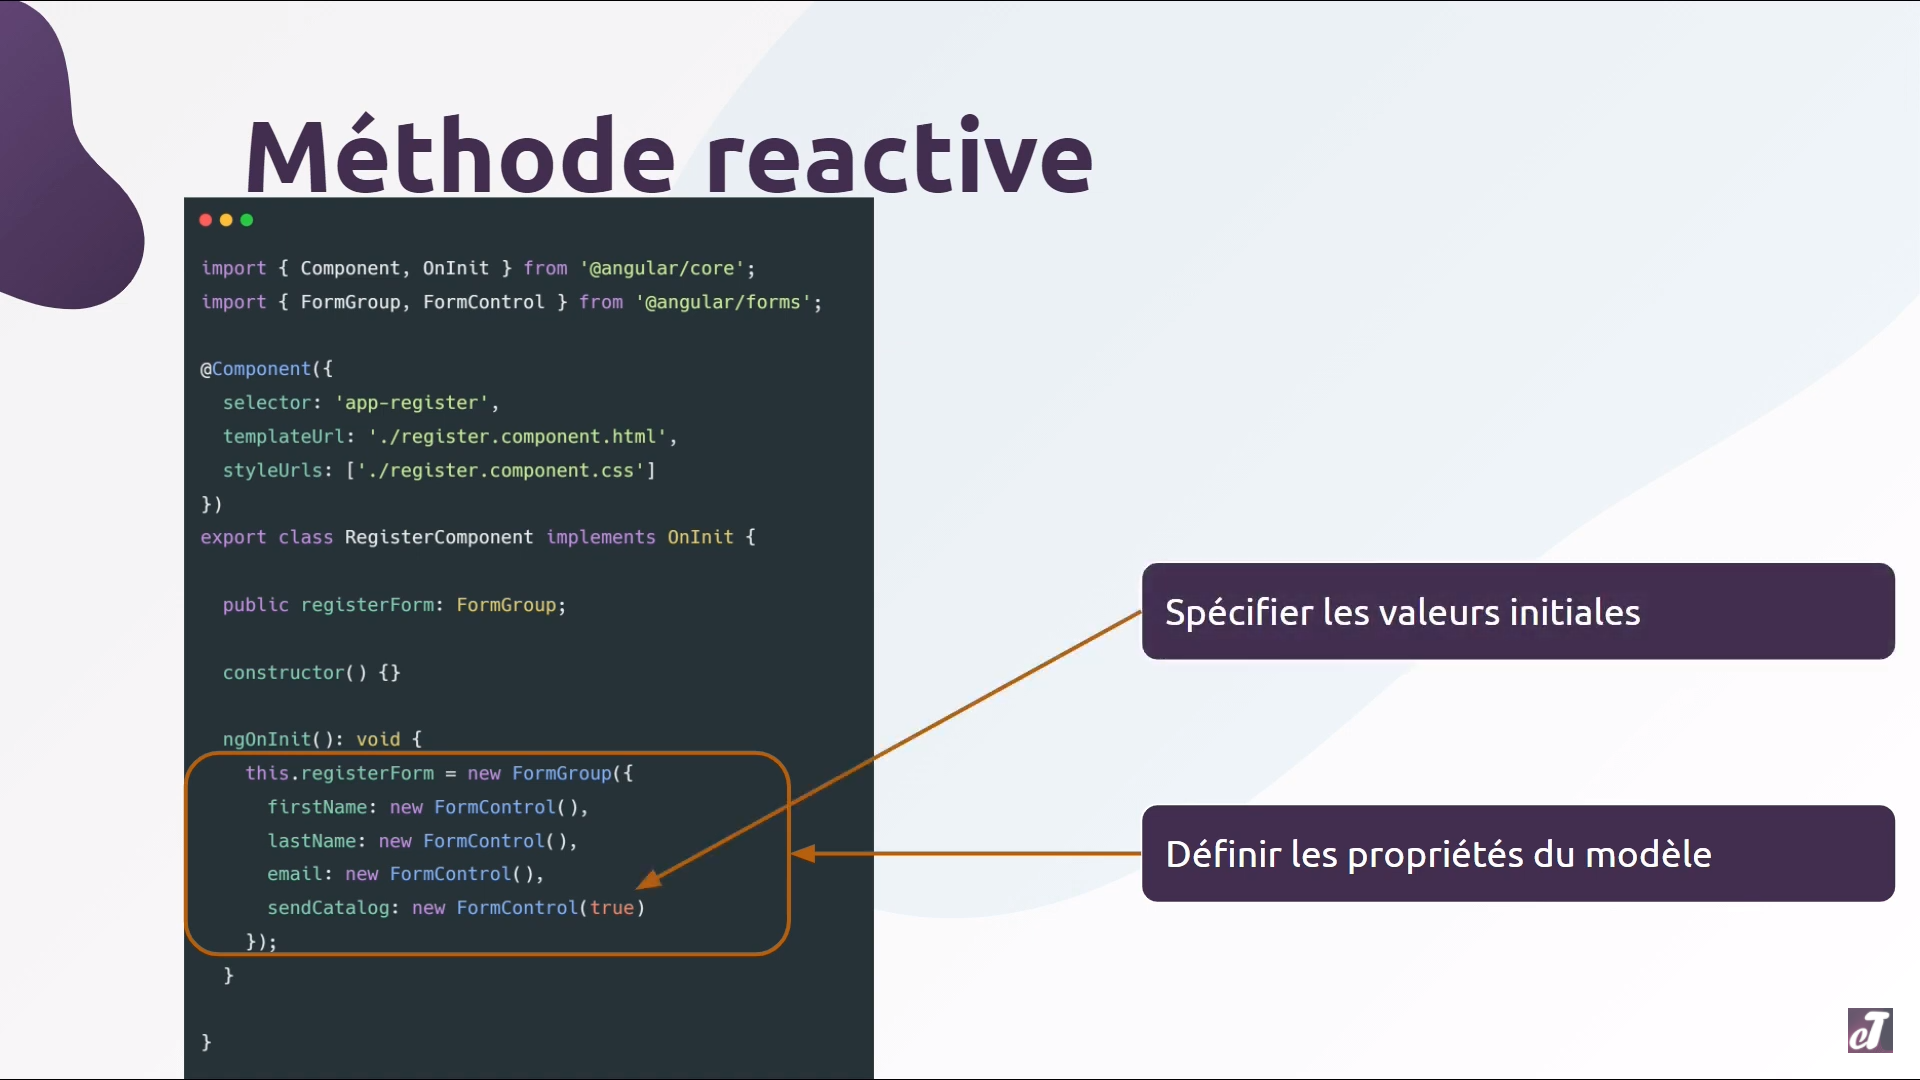 Méthode reactive
import { Component, OnInit } from '@angular/core';
import { FormGroup, FormControl } from '@angular/forms';
@Component({
selector: 'app-register',
templateUrl: './register.component.html',
styleUrls: ['./register.component.css']
})
export class RegisterComponent implements OnInit {
public registerForm: FormGroup;
constructor() {}
ngOnInit(): void {
this.registerForm = new FormGroup({
firstName: new FormControl(),
lastName: new FormControl(),
email: new FormControl(),
sendCatalog: new FormControl(true)
});
}
}
Spécifier les valeurs initiales
Définir les propriétés du modèle
eT